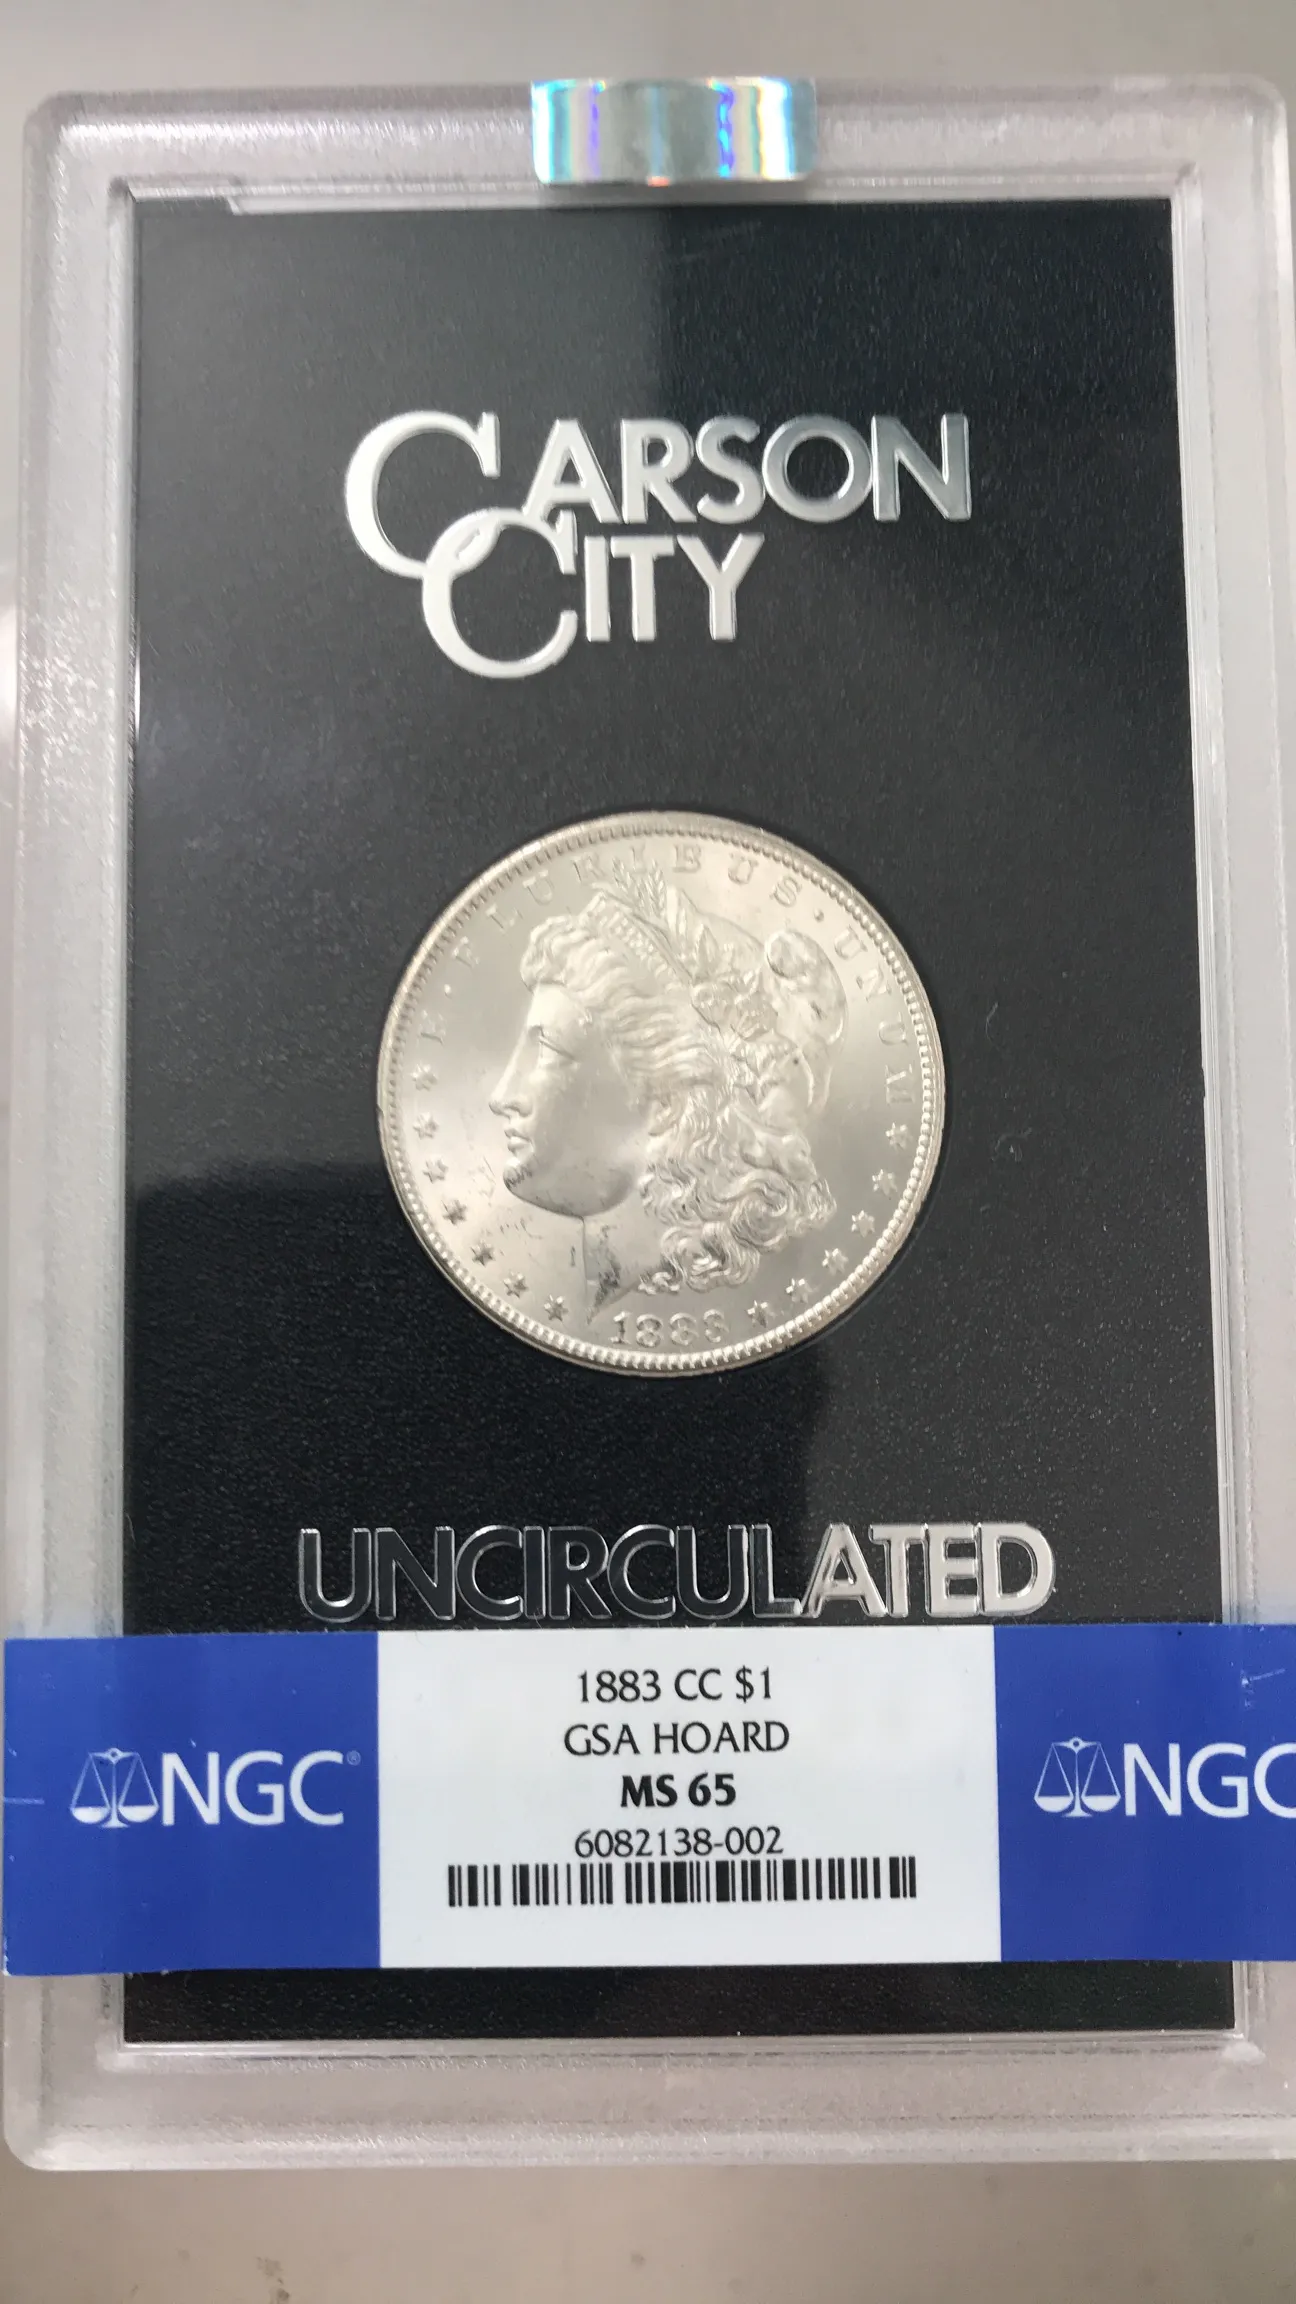 CARSON
CITY
E·PLURIBUS·UNUM
1883
UNCIRCULATED
1883 CC $1
GSA HOARD
MS 65
6082138-002
NGC®
NGC